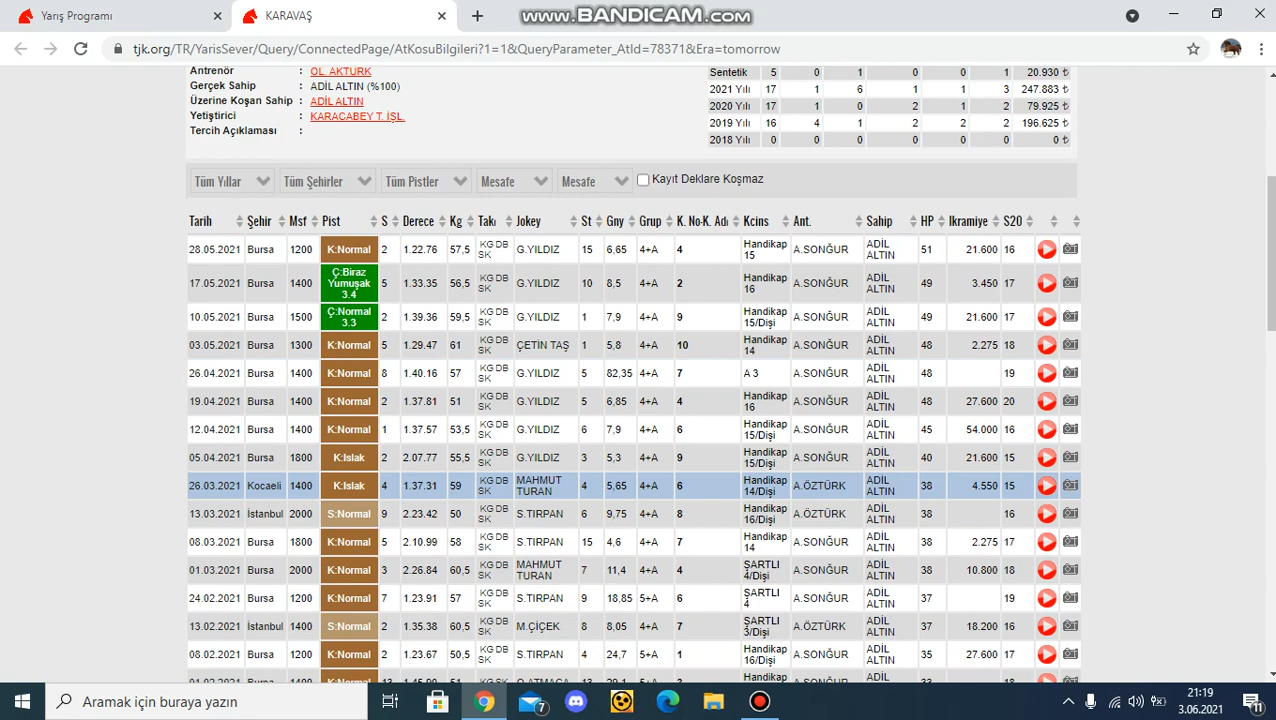 Yarış Programı
KARAVAŞ
www.BANDICAM.com
tjk.org/TR/YarisSever/Query/ConnectedPage/AtKosuBilgileri?1=1&QueryParameter_AtId=78371&Era=tomorrow
Antrenör : OL. AKTÜRK
Gerçek Sahip : ADİL ALTIN (%100)
Üzerine Koşan Sahip : ADİL ALTIN
Yetiştirici : KARACABEY T. İŞL.
Tercih Açıklaması :
Sentetik 5 0 1 0 0 1 20.930 ₺
2021 Yılı 17 1 6 1 1 3 247.883 ₺
2020 Yılı 17 1 0 2 1 2 79.925 ₺
2019 Yılı 16 4 1 2 2 2 196.625 ₺
2018 Yılı 0 0 0 0 0 0 0 ₺
Tüm Yıllar Tüm Şehirler Tüm Pistler Mesafe Mesafe Kayıt Deklare Koşmaz
Tarih Şehir Msf Pist S Derece Kg Takı Jokey St Gny Grup K. No-K. Adı Kcins Ant. Sahip HP Ikramiye S20
28.05.2021 Bursa 1200 K:Normal 2 1.22.76 57,5 KG DB SK G.YILDIZ 15 6,65 4+A 4 Handikap 15 A.SONĞUR ADİL ALTIN 51 21.600 16
17.05.2021 Bursa 1400 Ç:Biraz Yumuşak 3.4 5 1.33.35 56,5 KG DB SK G.YILDIZ 10 8,5 4+A 2 Handikap 16 A.SONĞUR ADİL ALTIN 49 3.450 17
10.05.2021 Bursa 1500 Ç:Normal 3.3 2 1.39.36 59,5 KG DB SK G.YILDIZ 1 7,9 4+A 9 Handikap 15/Dişi A.SONĞUR ADİL ALTIN 49 21.600 17
03.05.2021 Bursa 1300 K:Normal 5 1.29.47 61 KG DB SK ÇETİN TAŞ 1 5,8 4+A 10 Handikap 14 A.SONĞUR ADİL ALTIN 48 2.275 18
26.04.2021 Bursa 1400 K:Normal 8 1.40.16 57 KG DB SK G.YILDIZ 5 82,35 4+A 7 A 3 A.SONĞUR ADİL ALTIN 48 19
19.04.2021 Bursa 1400 K:Normal 2 1.37.81 51 KG DB SK G.YILDIZ 5 6,85 4+A 4 Handikap 16 A.SONĞUR ADİL ALTIN 48 27.600 20
12.04.2021 Bursa 1400 K:Normal 1 1.37.57 53,5 KG DB SK G.YILDIZ 6 7,9 4+A 6 Handikap 15/Dişi A.SONĞUR ADİL ALTIN 45 54.000 16
05.04.2021 Bursa 1800 K:Islak 2 2.07.77 55,5 KG DB SK G.YILDIZ 3 5,3 4+A 9 Handikap 15/Dişi A.SONĞUR ADİL ALTIN 40 21.600 15
26.03.2021 Kocaeli 1400 K:Islak 4 1.37.31 59 KG DB SK MAHMUT TURAN 4 5,65 4+A 6 Handikap 14/Dişi A.ÖZTÜRK ADİL ALTIN 38 4.550 15
13.03.2021 İstanbul 2000 S:Normal 9 2.23.42 50 KG DB SK S.TIRPAN 6 9,75 4+A 8 Handikap 16/Dişi A.ÖZTÜRK ADİL ALTIN 38 16
08.03.2021 Bursa 1800 K:Normal 5 2.10.99 58 KG DB SK S.TIRPAN 15 4,6 4+A 7 Handikap 14 A.SONĞUR ADİL ALTIN 38 2.275 17
01.03.2021 Bursa 2000 K:Normal 3 2.26.84 60,5 KG DB SK MAHMUT TURAN 7 11,4 4+A 4 ŞARTLI 4/Dişi A.SONĞUR ADİL ALTIN 38 10.800 18
24.02.2021 Bursa 1200 K:Normal 7 1.23.91 57 KG DB SK S.TIRPAN 9 18,85 5+A 6 ŞARTLI 4 A.SONĞUR ADİL ALTIN 37 19
13.02.2021 İstanbul 1400 S:Normal 2 1.35.38 60,5 KG DB SK M.ÇİÇEK 8 8,05 4+A 7 ŞARTLI 3/Dişi A.ÖZTÜRK ADİL ALTIN 37 18.200 16
08.02.2021 Bursa 1200 K:Normal 2 1.23.67 50,5 KG DB SK S.TIRPAN 4 24,7 5+A 1 Handikap 16/Dişi A.SONĞUR ADİL ALTIN 35 27.600 17
Aramak için buraya yazın
7
21:19
3.06.2021
11